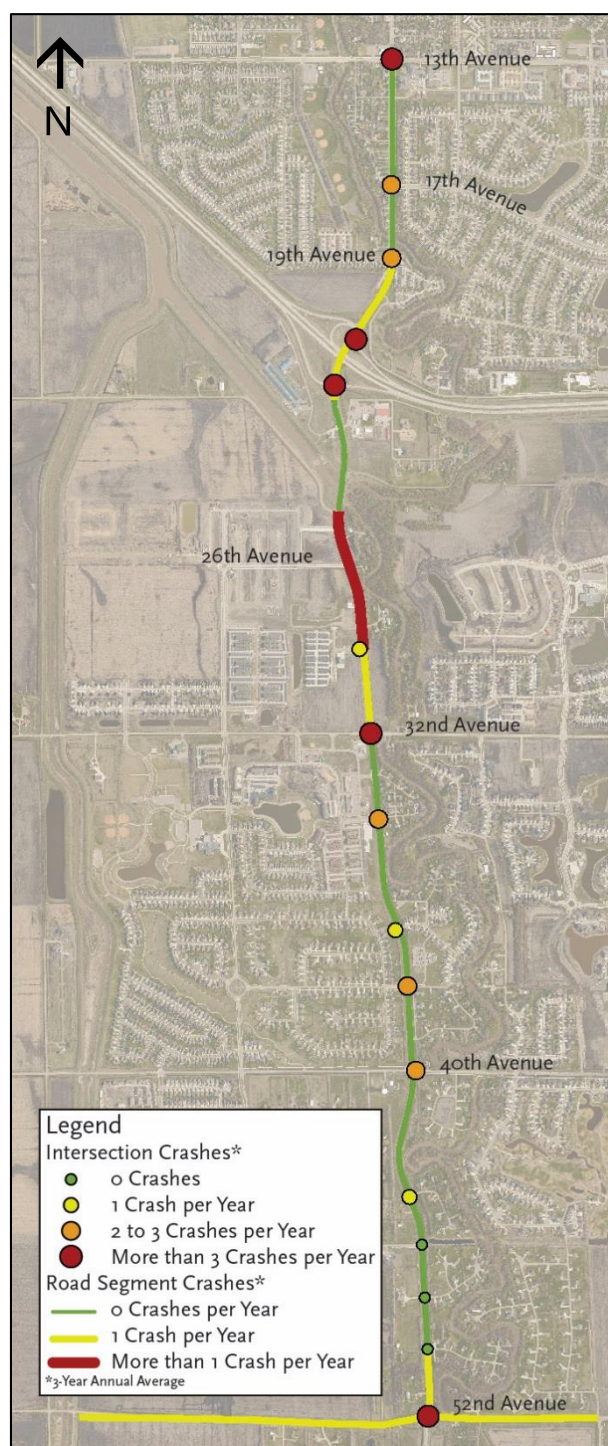 N
13th Avenue
17th Avenue
19th Avenue
26th Avenue
32nd Avenue
40th Avenue
Legend
Intersection Crashes*
0 Crashes
1 Crash per Year
2 to 3 Crashes per Year
More than 3 Crashes per Year
Road Segment Crashes*
0 Crashes per Year
1 Crash per Year
More than 1 Crash per Year
*3-Year Annual Average
52nd Avenue